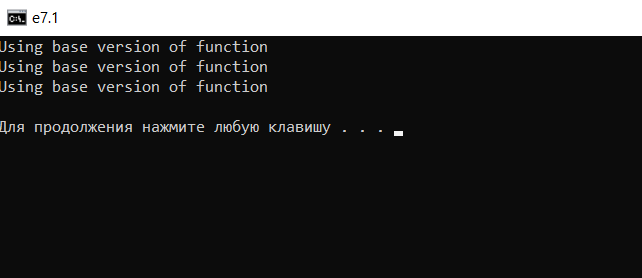 e7.1
Using base version of function
Using base version of function
Using base version of function
Для продолжения нажмите любую клавишу . . .